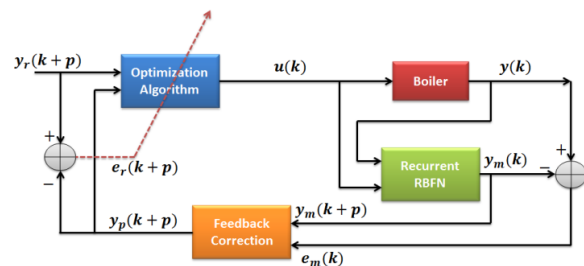 y_r(k+p)
Optimization
Algorithm
u(k)
Boiler
y(k)
+
+
e_r(k+p)
Recurrent
RBFN
y_m(k)
−
−
y_p(k+p)
Feedback
Correction
y_m(k+p)
e_m(k)